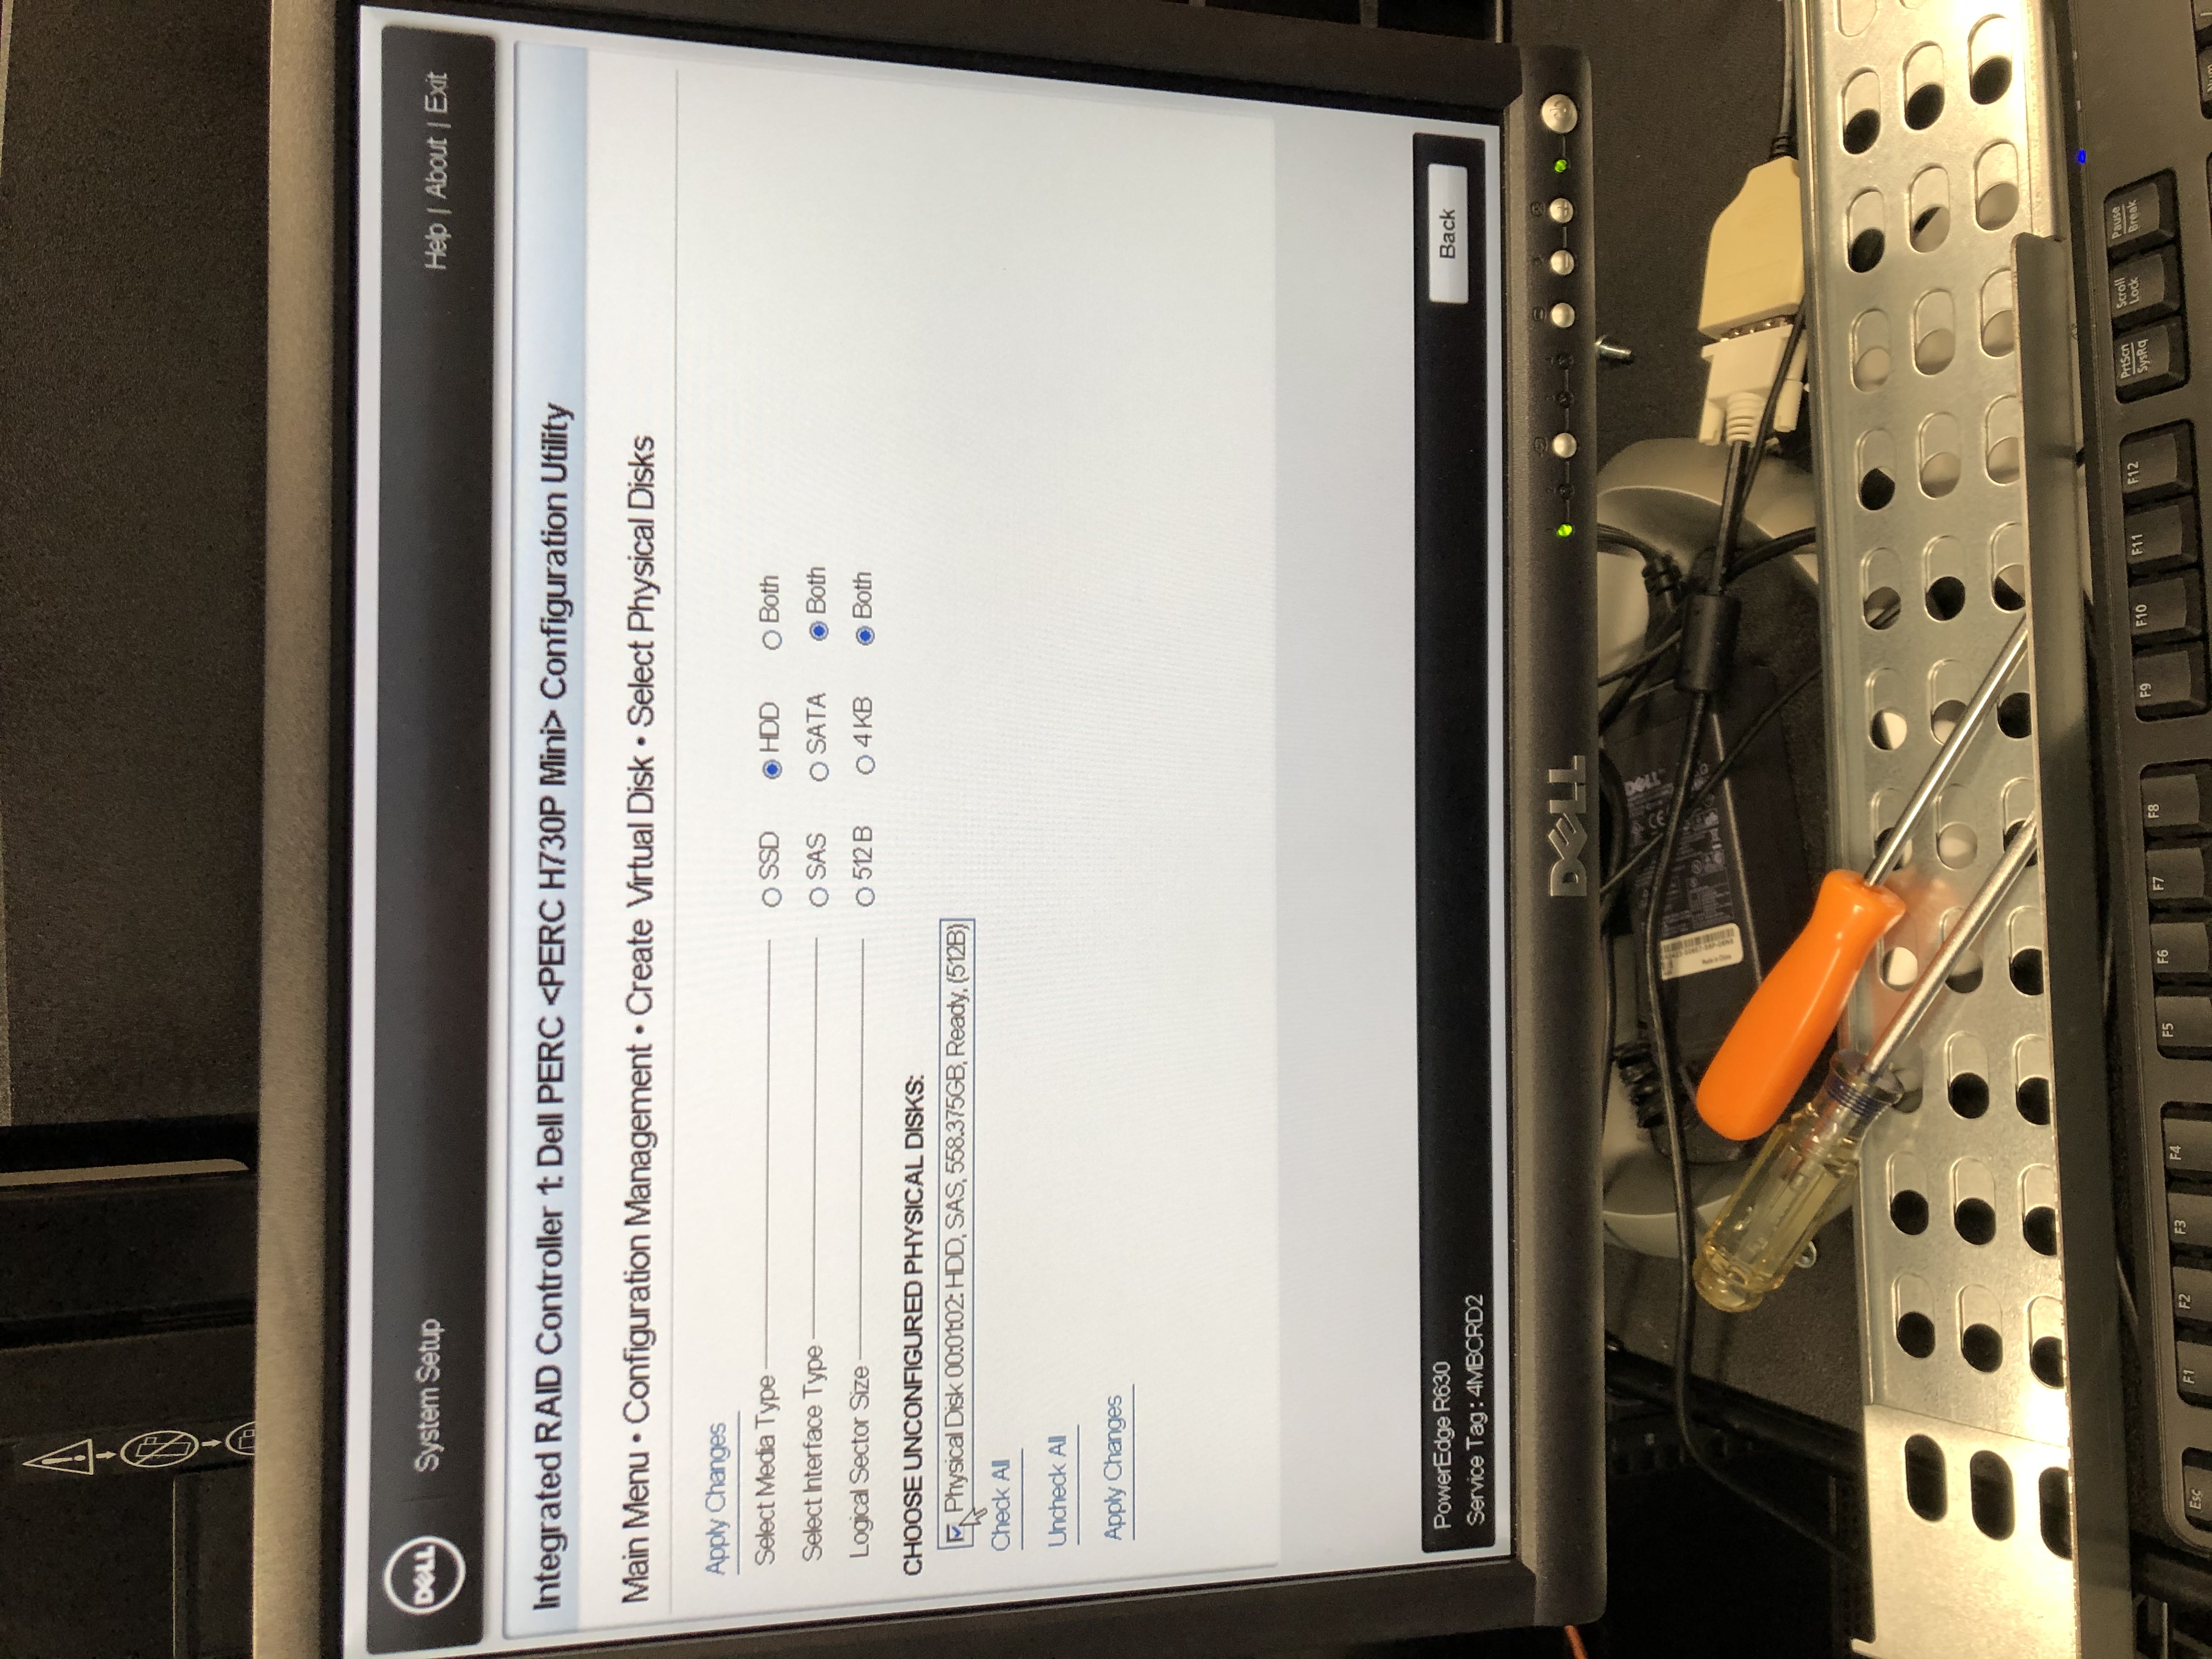 DELL
System Setup
Help | About | Exit
Integrated RAID Controller 1: Dell PERC <PERC H730P Mini> Configuration Utility
Main Menu • Configuration Management • Create Virtual Disk • Select Physical Disks
Apply Changes
Select Media Type SSD HDD Both
Select Interface Type SAS SATA Both
Logical Sector Size 512 B 4 KB Both
CHOOSE UNCONFIGURED PHYSICAL DISKS:
Physical Disk 00:01:02: HDD, SAS, 558.375GB, Ready, (512B)
Check All
Uncheck All
Apply Changes
PowerEdge R630
Service Tag : 4MBCRD2
Back
DELL
DELL
Esc F1 F2 F3 F4 F5 F6 F7 F8 F9 F10 F11 F12
PrtScn
SysRq
Scroll
Lock
Pause
Break
Num